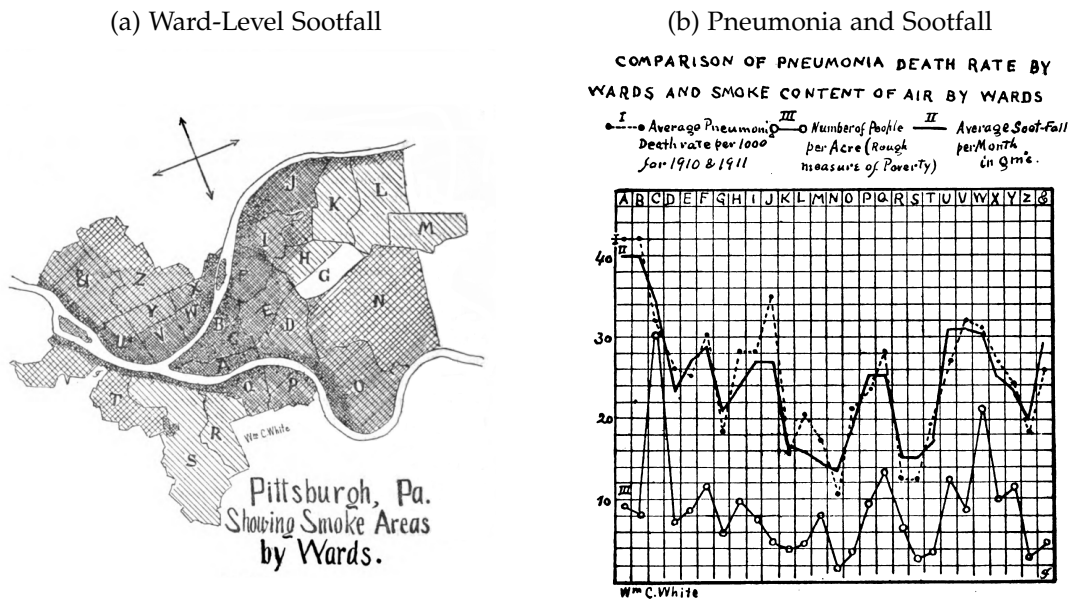 (a) Ward-Level Sootfall
J
K
L
M
I
H
G
F
N
&
Z
X
Y
W
V
U
B
E
C
D
A
Q
P
O
T
R
S
Wm C. White
Pittsburgh, Pa.
Showing Smoke Areas
by Wards.
(b) Pneumonia and Sootfall
COMPARISON OF PNEUMONIA DEATH RATE BY
WARDS AND SMOKE CONTENT OF AIR BY WARDS
I Average Pneumoni
Death rate per 1000
for 1910 & 1911
III Number of People
per Acre (Rough
measure of Poverty)
II Average Soot-Fall
per Month
in gms.
A B C D E F G H I J K L M N O P Q R S T U V W X Y Z &
I
II
40
30
20
III
10
Wm C. White